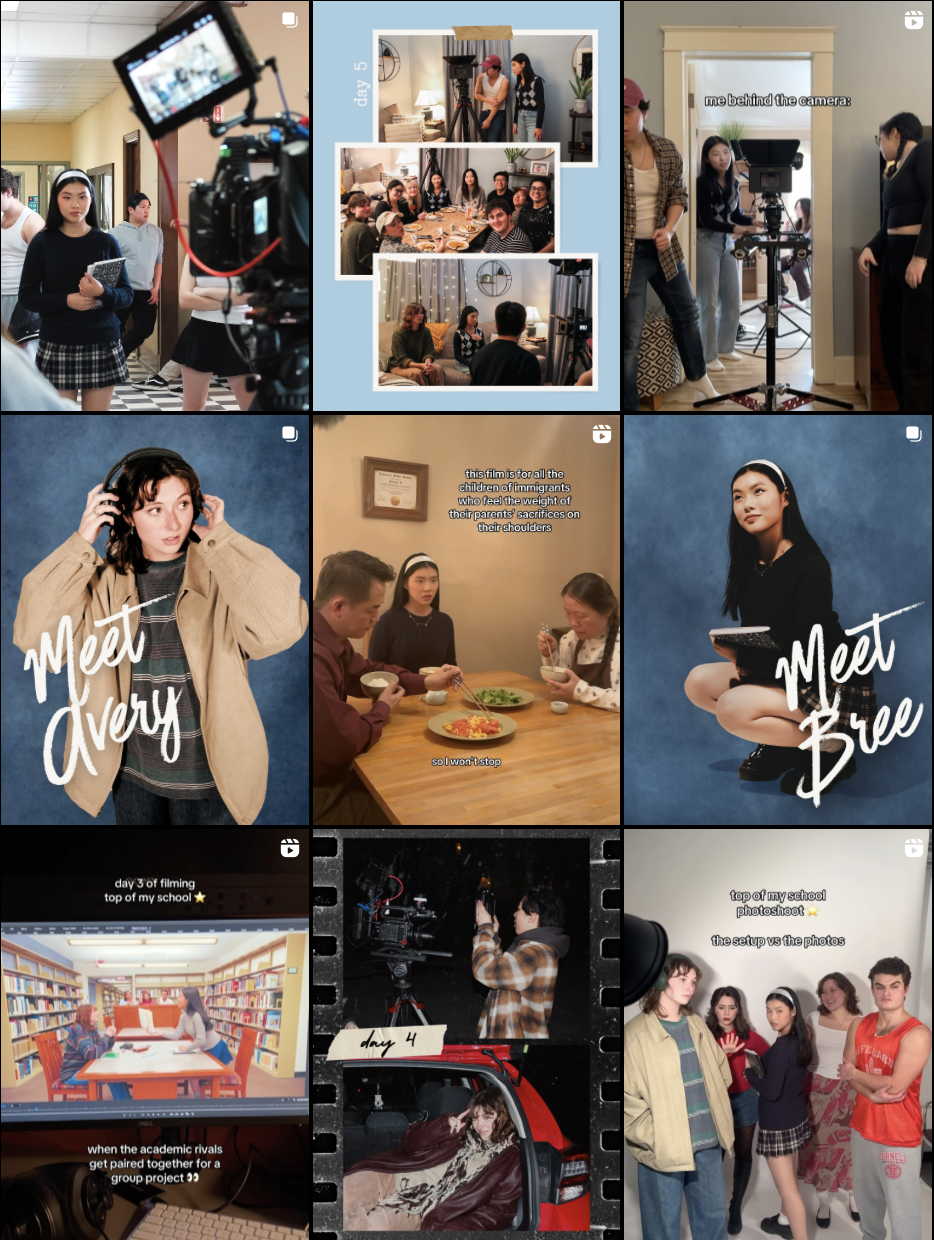 day 5
me behind the camera:
Meet
Avery
this film is for all the
children of immigrants
who feel the weight of
their parents' sacrifices on
their shoulders
so I won't stop
Meet
Bree
day 3 of filming
top of my school ⭐
DELL
when the academic rivals
get paired together for a
group project 👀
day 4
top of my school
photoshoot ⭐
the setup vs the photos